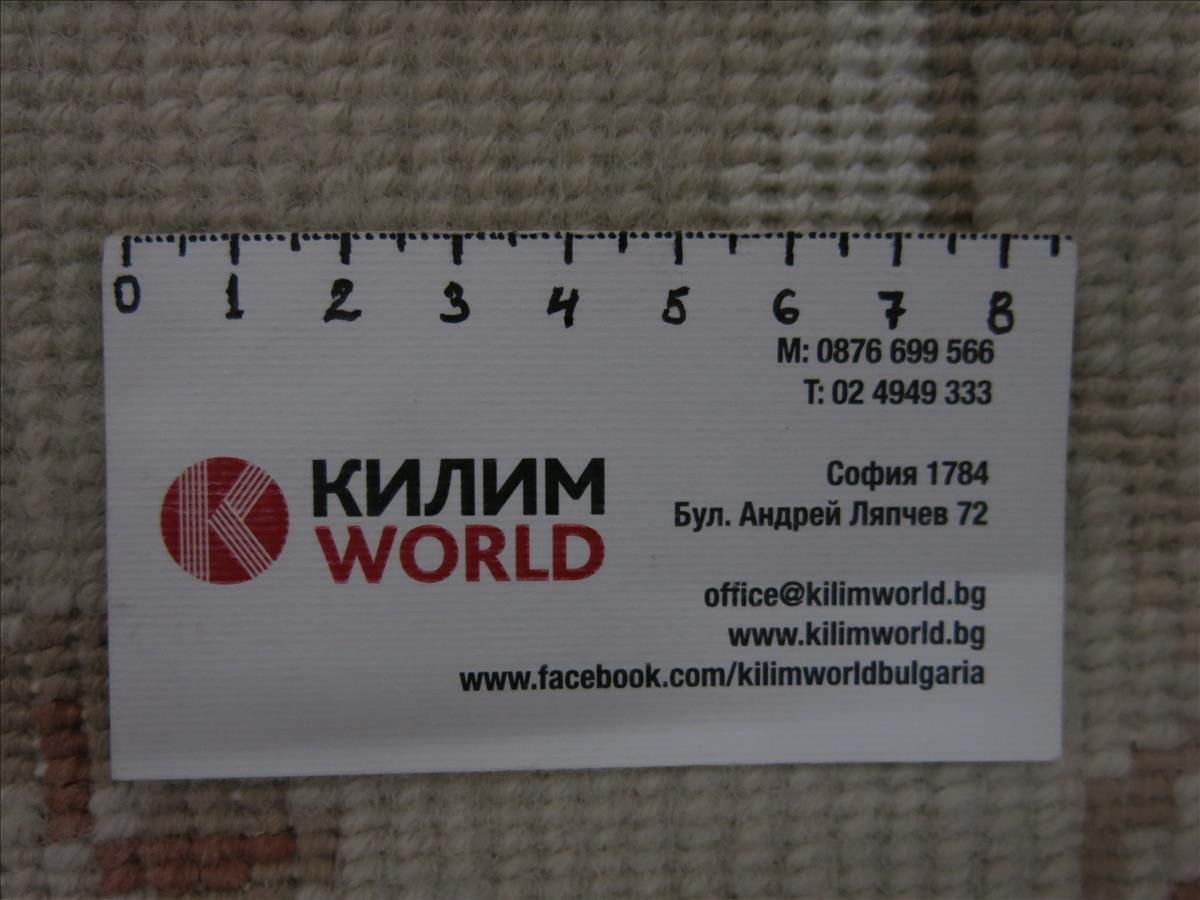 0 1 2 3 4 5 6 7 8
М: 0876 699 566
Т: 02 4949 333
КИЛИМ
WORLD
София 1784
Бул. Андрей Ляпчев 72
office@kilimworld.bg
www.kilimworld.bg
www.facebook.com/kilimworldbulgaria